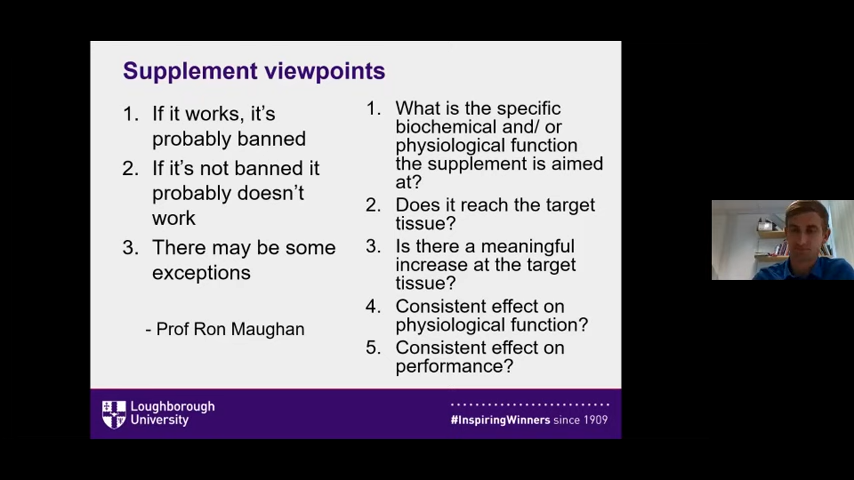 Supplement viewpoints
1. If it works, it's
probably banned
2. If it's not banned it
probably doesn't
work
3. There may be some
exceptions
- Prof Ron Maughan
1. What is the specific
biochemical and/ or
physiological function
the supplement is aimed
at?
2. Does it reach the target
tissue?
3. Is there a meaningful
increase at the target
tissue?
4. Consistent effect on
physiological function?
5. Consistent effect on
performance?
Loughborough
University
#InspiringWinners since 1909